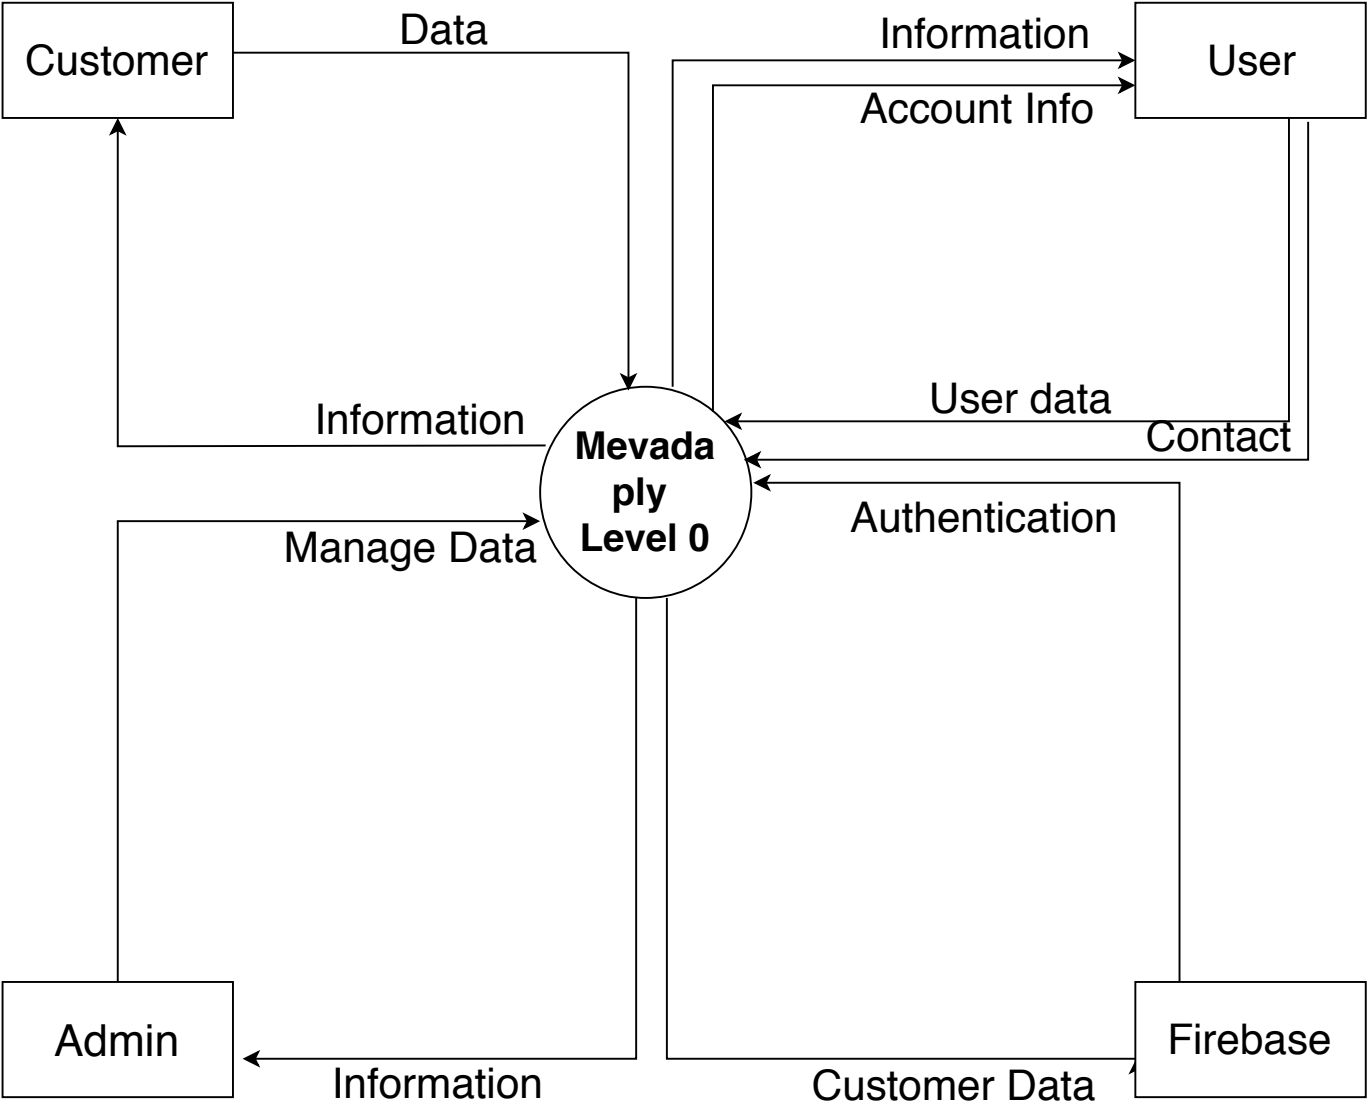 Customer
Data
Information
User
Account Info
Information
User data
Contact
Mevada
ply
Level 0
Authentication
Manage Data
Admin
Information
Customer Data
Firebase